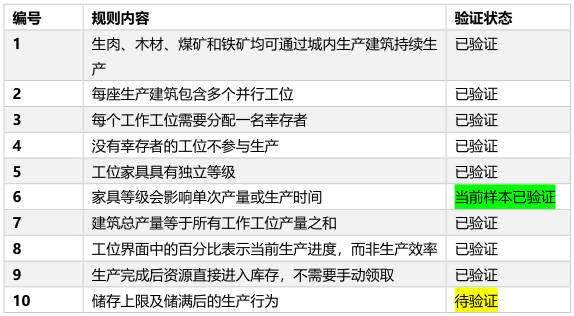 编号 规则内容 验证状态
1 生肉、木材、煤矿和铁矿均可通过城内生产建筑持续生 已验证
产
2 每座生产建筑包含多个并行工位 已验证
3 每个工作工位需要分配一名幸存者 已验证
4 没有幸存者的工位不参与生产 已验证
5 工位家具具有独立等级 已验证
6 家具等级会影响单次产量或生产时间 当前样本已验证
7 建筑总产量等于所有工作工位产量之和 已验证
8 工位界面中的百分比表示当前生产进度，而非生产效率 已验证
9 生产完成后资源直接进入库存，不需要手动领取 已验证
10 储存上限及储满后的生产行为 待验证